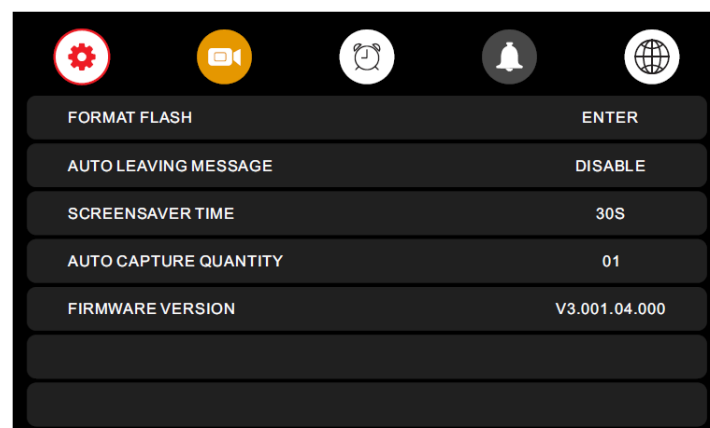 FORMAT FLASH ENTER
AUTO LEAVING MESSAGE DISABLE
SCREENSAVER TIME 30S
AUTO CAPTURE QUANTITY 01
FIRMWARE VERSION V3.001.04.000